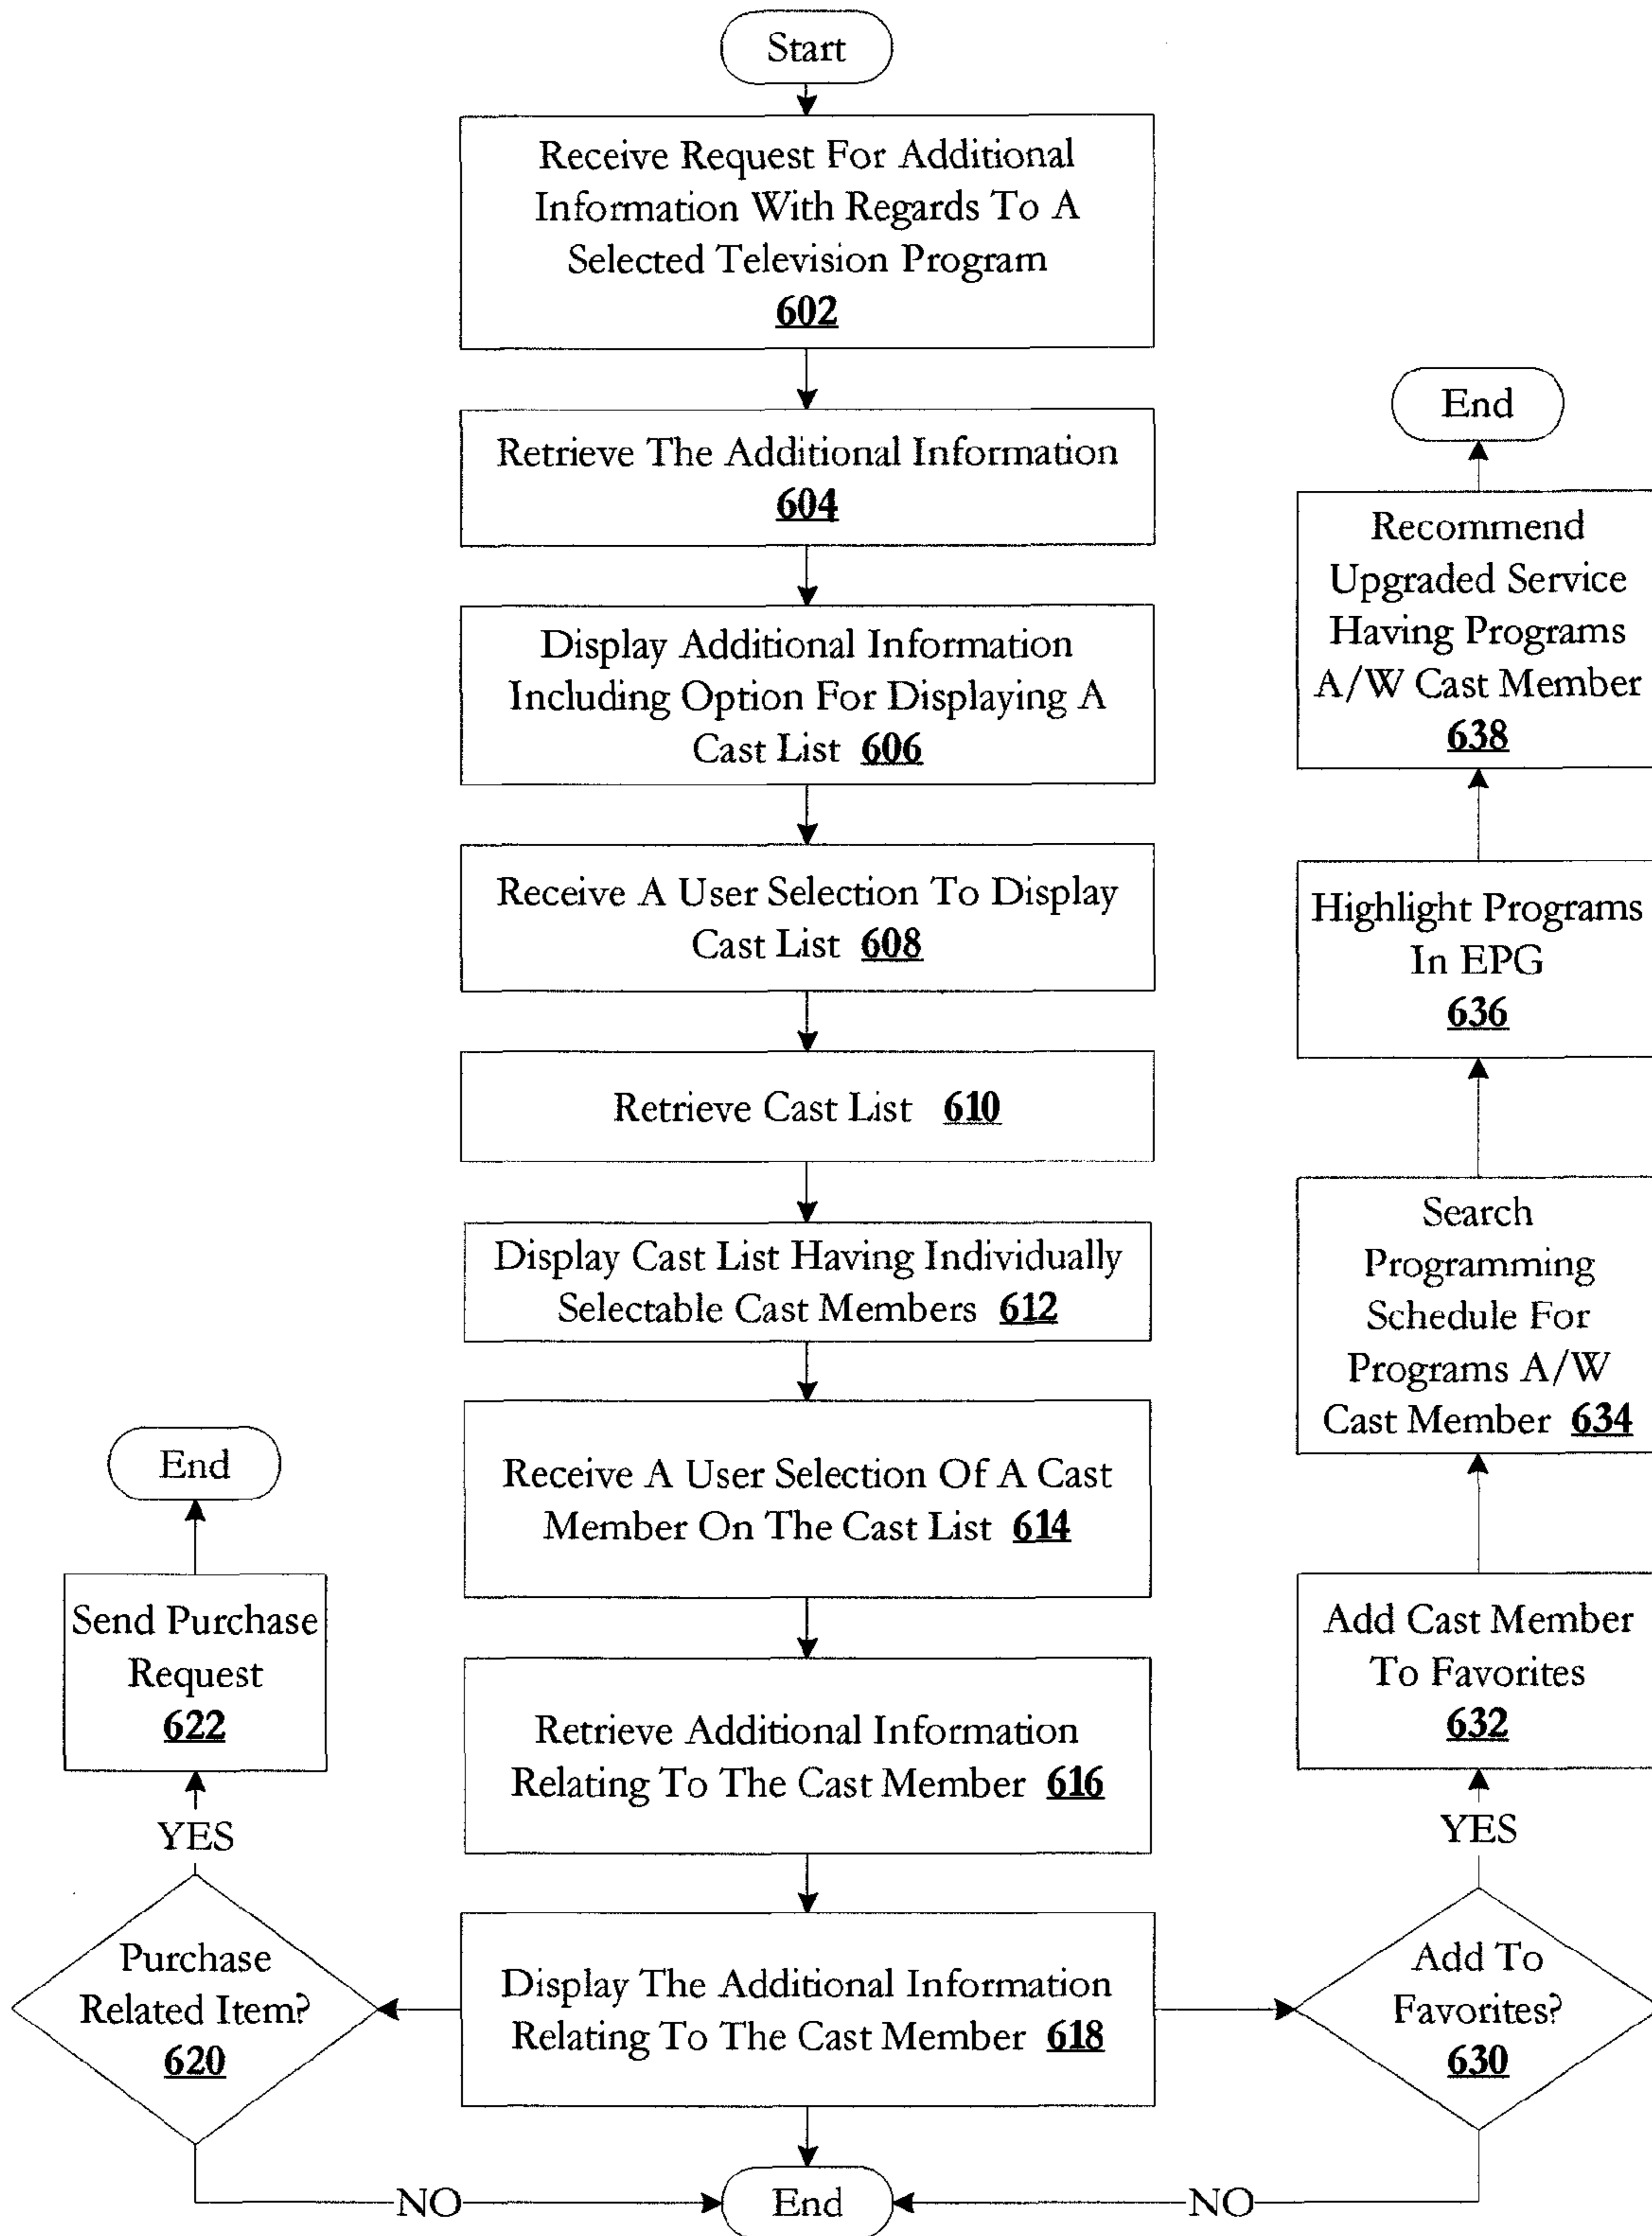 Start
Receive Request For Additional
Information With Regards To A
Selected Television Program
602
Retrieve The Additional Information
604
Display Additional Information
Including Option For Displaying A
Cast List 606
Receive A User Selection To Display
Cast List 608
Retrieve Cast List 610
Display Cast List Having Individually
Selectable Cast Members 612
Receive A User Selection Of A Cast
Member On The Cast List 614
Retrieve Additional Information
Relating To The Cast Member 616
Display The Additional Information
Relating To The Cast Member 618
End
Purchase
Related Item?
620
YES
NO
Send Purchase
Request
622
End
Add To
Favorites?
630
YES
NO
Add Cast Member
To Favorites
632
Search
Programming
Schedule For
Programs A/W
Cast Member 634
Highlight Programs
In EPG
636
Recommend
Upgraded Service
Having Programs
A/W Cast Member
638
End